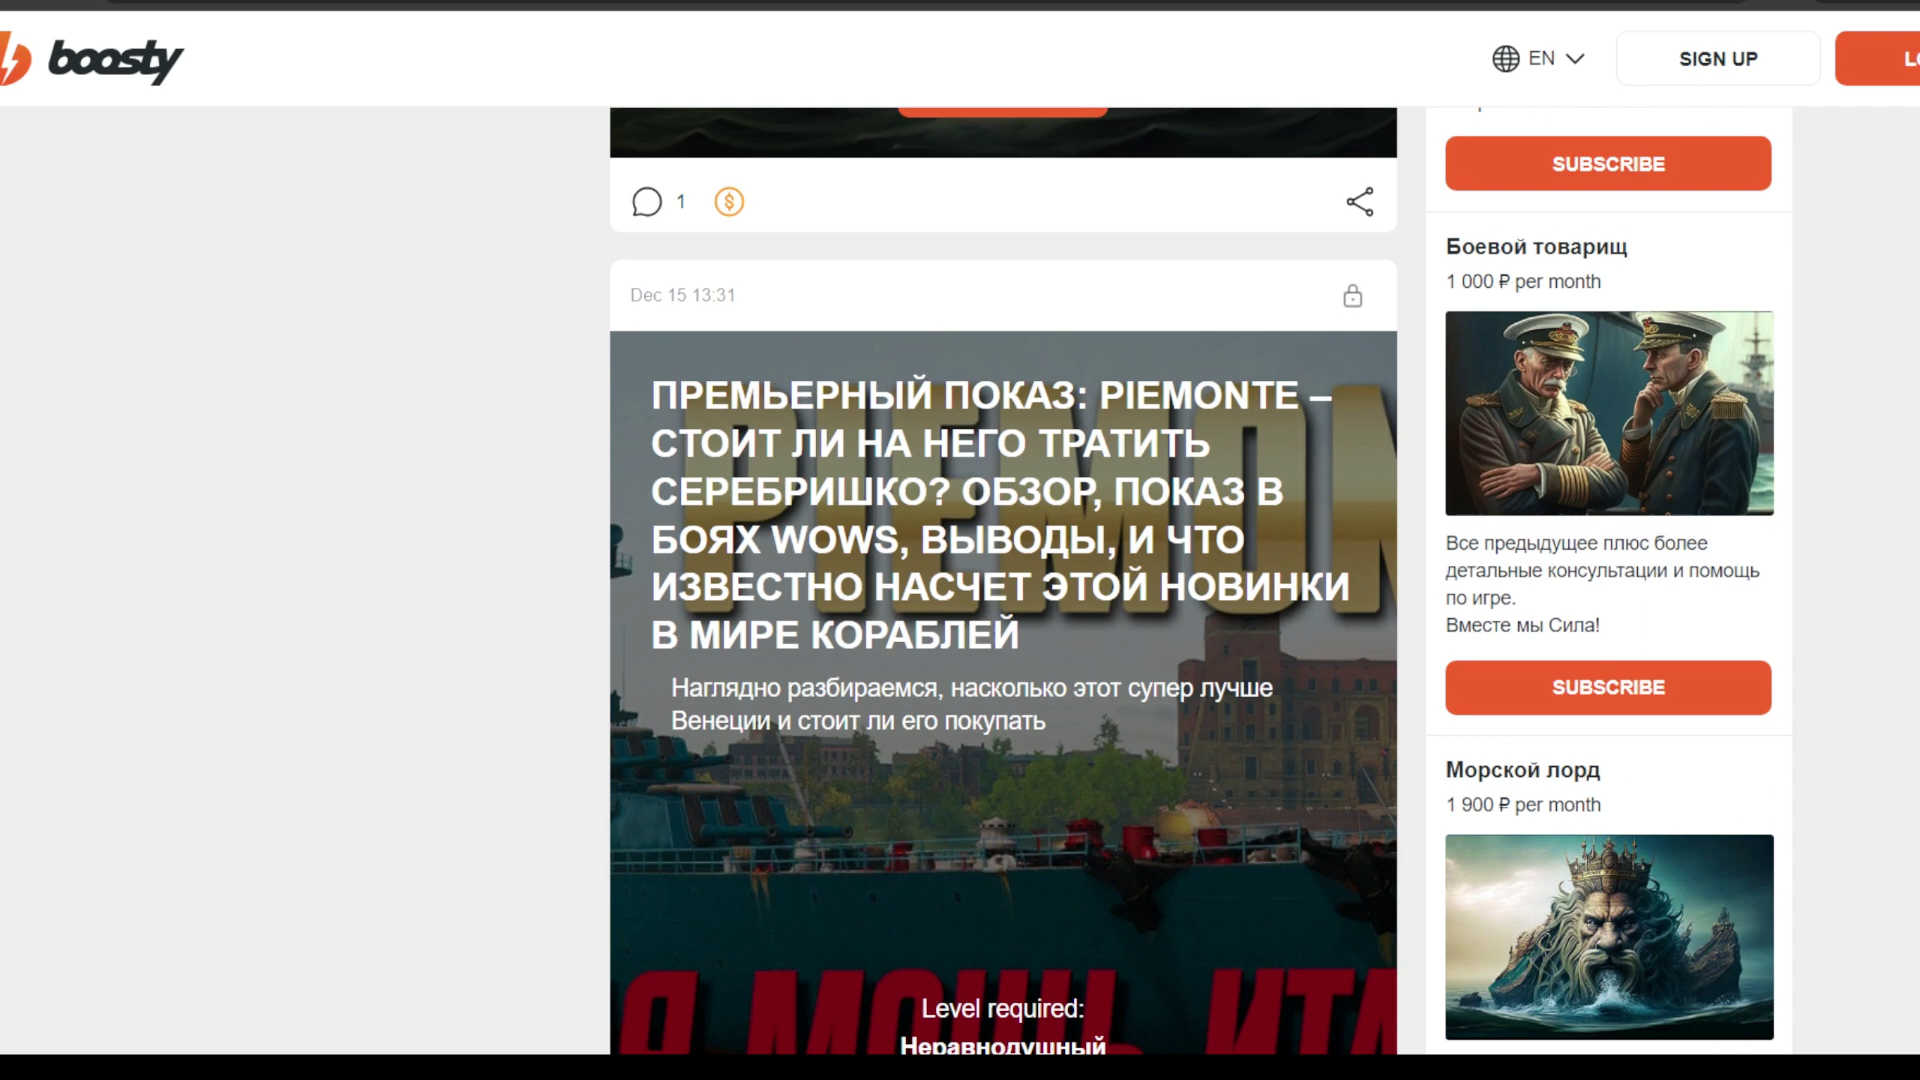 boosty
EN
SIGN UP
SUBSCRIBE
1
Боевой товарищ
1 000 ₽ per month
Dec 15 13:31
ПРЕМЬЕРНЫЙ ПОКАЗ: PIEMONTE –
СТОИТ ЛИ НА НЕГО ТРАТИТЬ
СЕРЕБРИШКО? ОБЗОР, ПОКАЗ В
БОЯХ WOWS, ВЫВОДЫ, И ЧТО
ИЗВЕСТНО НАСЧЕТ ЭТОЙ НОВИНКИ
В МИРЕ КОРАБЛЕЙ
Наглядно разбираемся, насколько этот супер лучше
Венеции и стоит ли его покупать
Все предыдущее плюс более
детальные консультации и помощь
по игре.
Вместе мы Сила!
SUBSCRIBE
Морской лорд
1 900 ₽ per month
Level required:
Неравнодушный